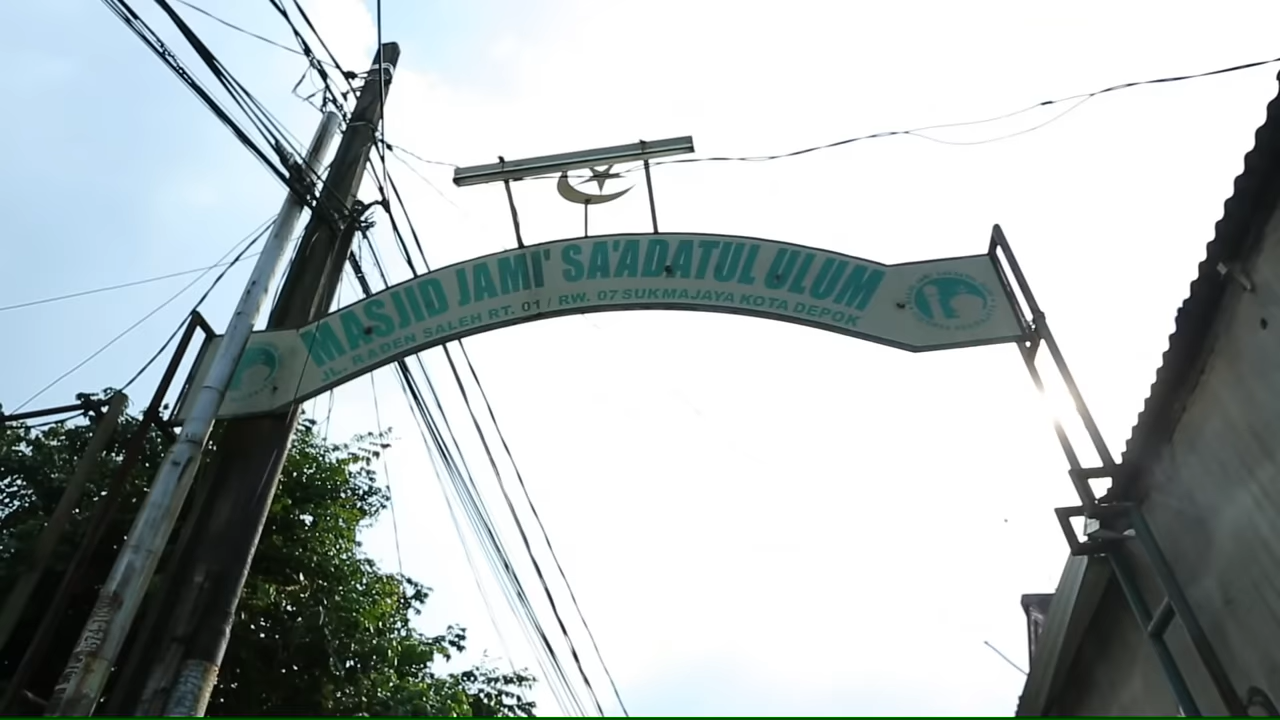 MASJID JAMI' SA'ADATUL ULUM
JL. RADEN SALEH RT. 01 / RW. 07 SUKMAJAYA KOTA DEPOK